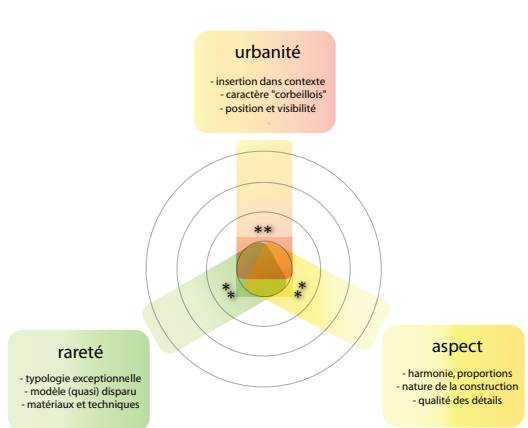 urbanité
- insertion dans contexte
- caractère "corbeillois"
- position et visibilité
**
**
**
rareté
- typologie exceptionnelle
- modèle (quasi) disparu
- matériaux et techniques
aspect
- harmonie, proportions
- nature de la construction
- qualité des détails